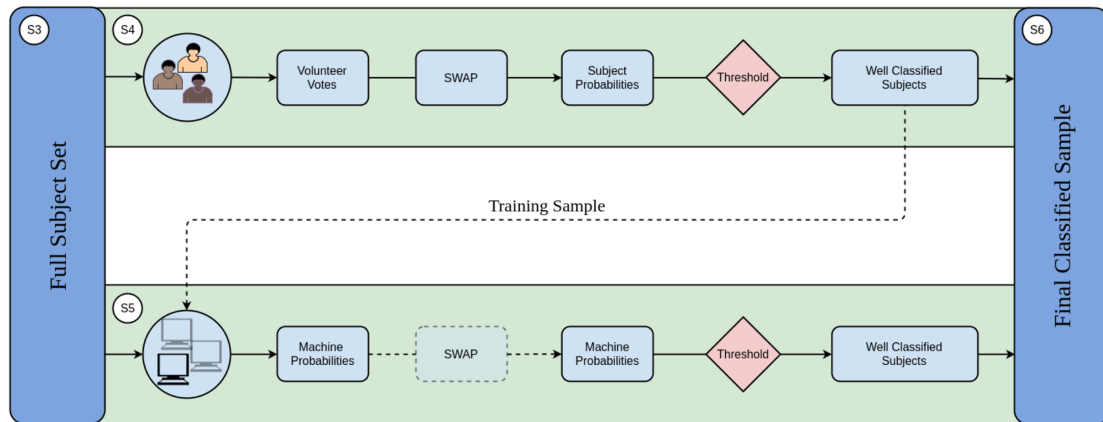 S3
Full Subject Set
S4
Volunteer
Votes
SWAP
Subject
Probabilities
Threshold
Well Classified
Subjects
Training Sample
S5
Machine
Probabilities
SWAP
Machine
Probabilities
Threshold
Well Classified
Subjects
S6
Final Classified Sample